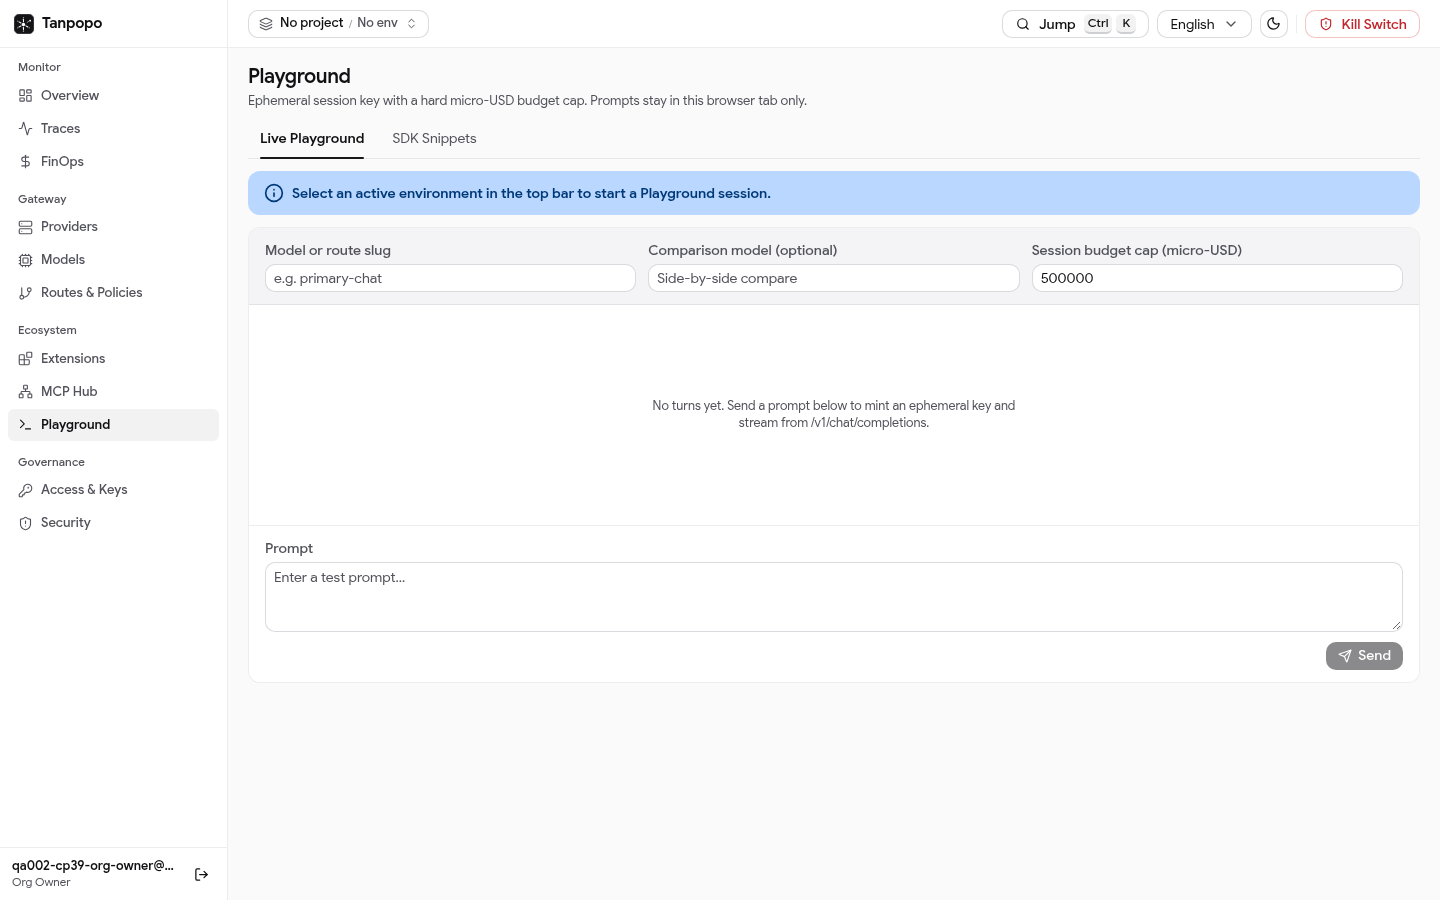 Tanpopo
No project / No env
Jump Ctrl K
English
Kill Switch
Monitor
Overview
Traces
FinOps
Gateway
Providers
Models
Routes & Policies
Ecosystem
Extensions
MCP Hub
Playground
Governance
Access & Keys
Security
qa002-cp39-org-owner@...
Org Owner
Playground
Ephemeral session key with a hard micro-USD budget cap. Prompts stay in this browser tab only.
Live Playground
SDK Snippets
Select an active environment in the top bar to start a Playground session.
Model or route slug
e.g. primary-chat
Comparison model (optional)
Side-by-side compare
Session budget cap (micro-USD)
500000
No turns yet. Send a prompt below to mint an ephemeral key and
stream from /v1/chat/completions.
Prompt
Enter a test prompt...
Send